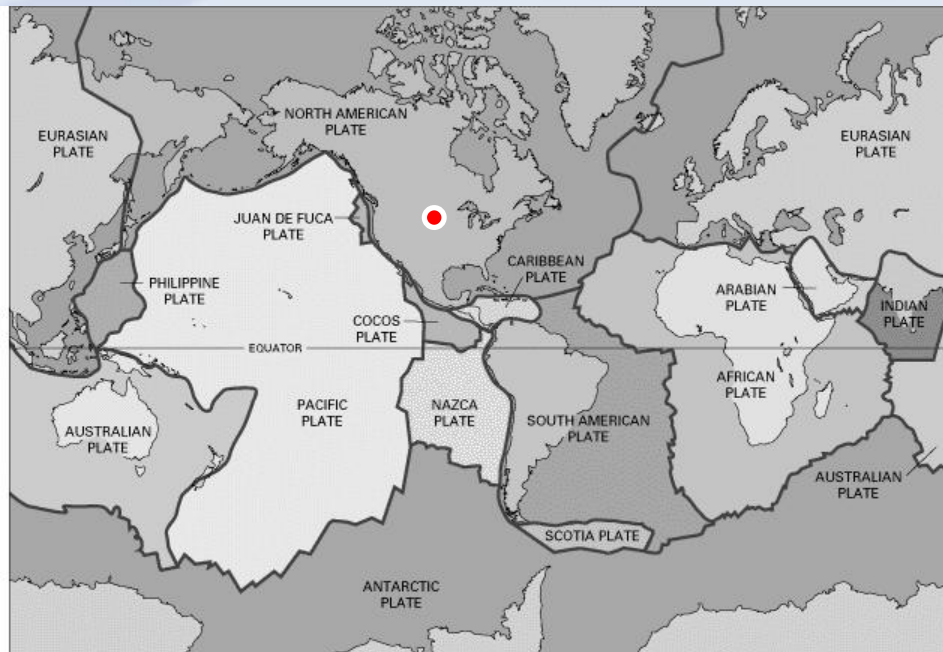 NORTH AMERICAN
PLATE
EURASIAN
PLATE
EURASIAN
PLATE
JUAN DE FUCA
PLATE
CARIBBEAN
PLATE
PHILIPPINE
PLATE
ARABIAN
PLATE
INDIAN
PLATE
COCOS
PLATE
EQUATOR
AFRICAN
PLATE
PACIFIC
PLATE
NAZCA
PLATE
SOUTH AMERICAN
PLATE
AUSTRALIAN
PLATE
AUSTRALIAN
PLATE
SCOTIA PLATE
ANTARCTIC
PLATE